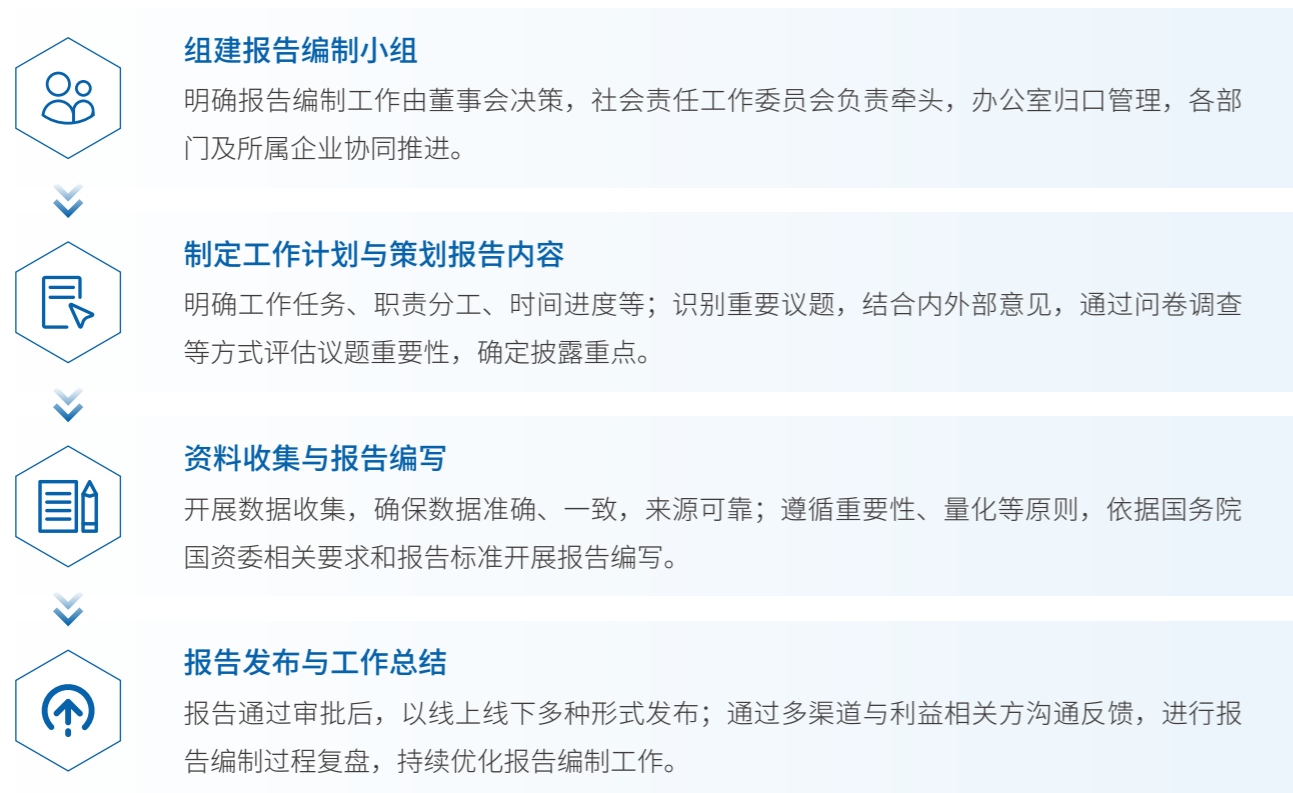 组建报告编制小组
明确报告编制工作由董事会决策，社会责任工作委员会负责牵头，办公室归口管理，各部
门及所属企业协同推进。
制定工作计划与策划报告内容
明确工作任务、职责分工、时间进度等；识别重要议题，结合内外部意见，通过问卷调查
等方式评估议题重要性，确定披露重点。
资料收集与报告编写
开展数据收集，确保数据准确、一致，来源可靠；遵循重要性、量化等原则，依据国务院
国资委相关要求和报告标准开展报告编写。
报告发布与工作总结
报告通过审批后，以线上线下多种形式发布；通过多渠道与利益相关方沟通反馈，进行报
告编制过程复盘，持续优化报告编制工作。